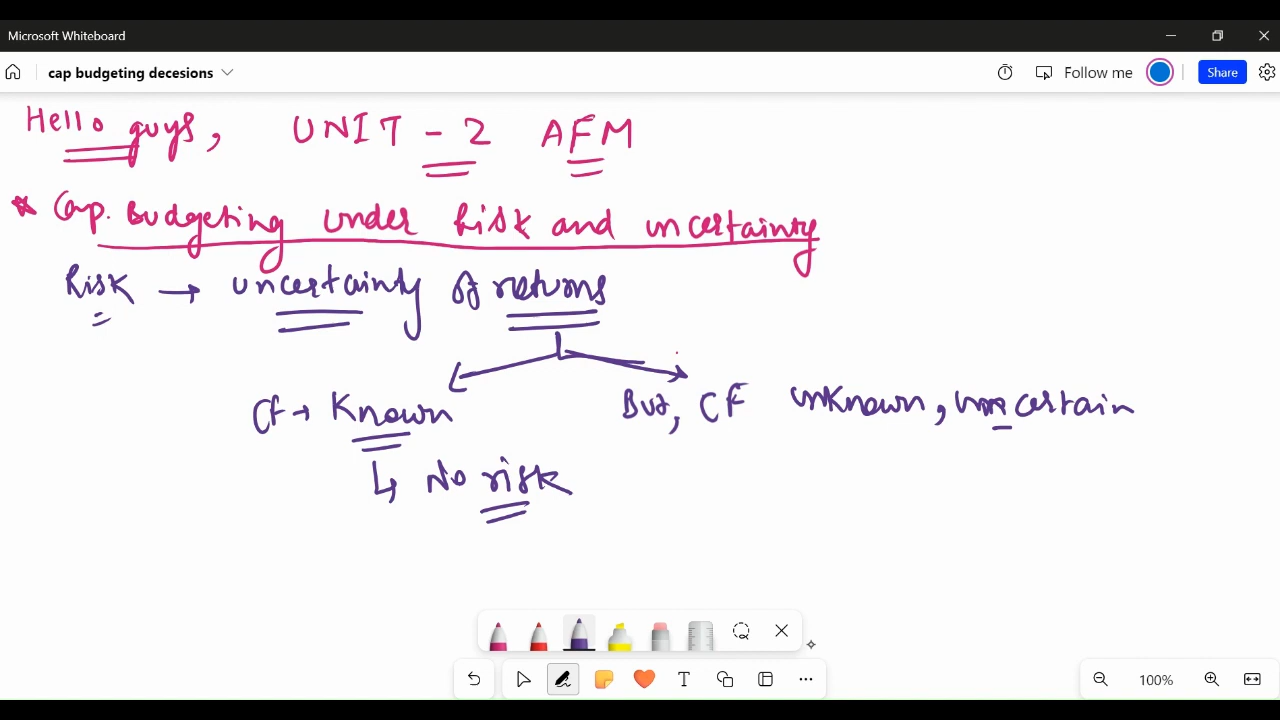 Microsoft Whiteboard
cap budgeting decesions
Follow me
Share
Hello guys, UNIT - 2 AFM
* Cap. Budgeting under Risk and uncertainty
Risk → uncertainty of returns
CF → Known
But, CF unknown, uncertain
↳ No risk
100%